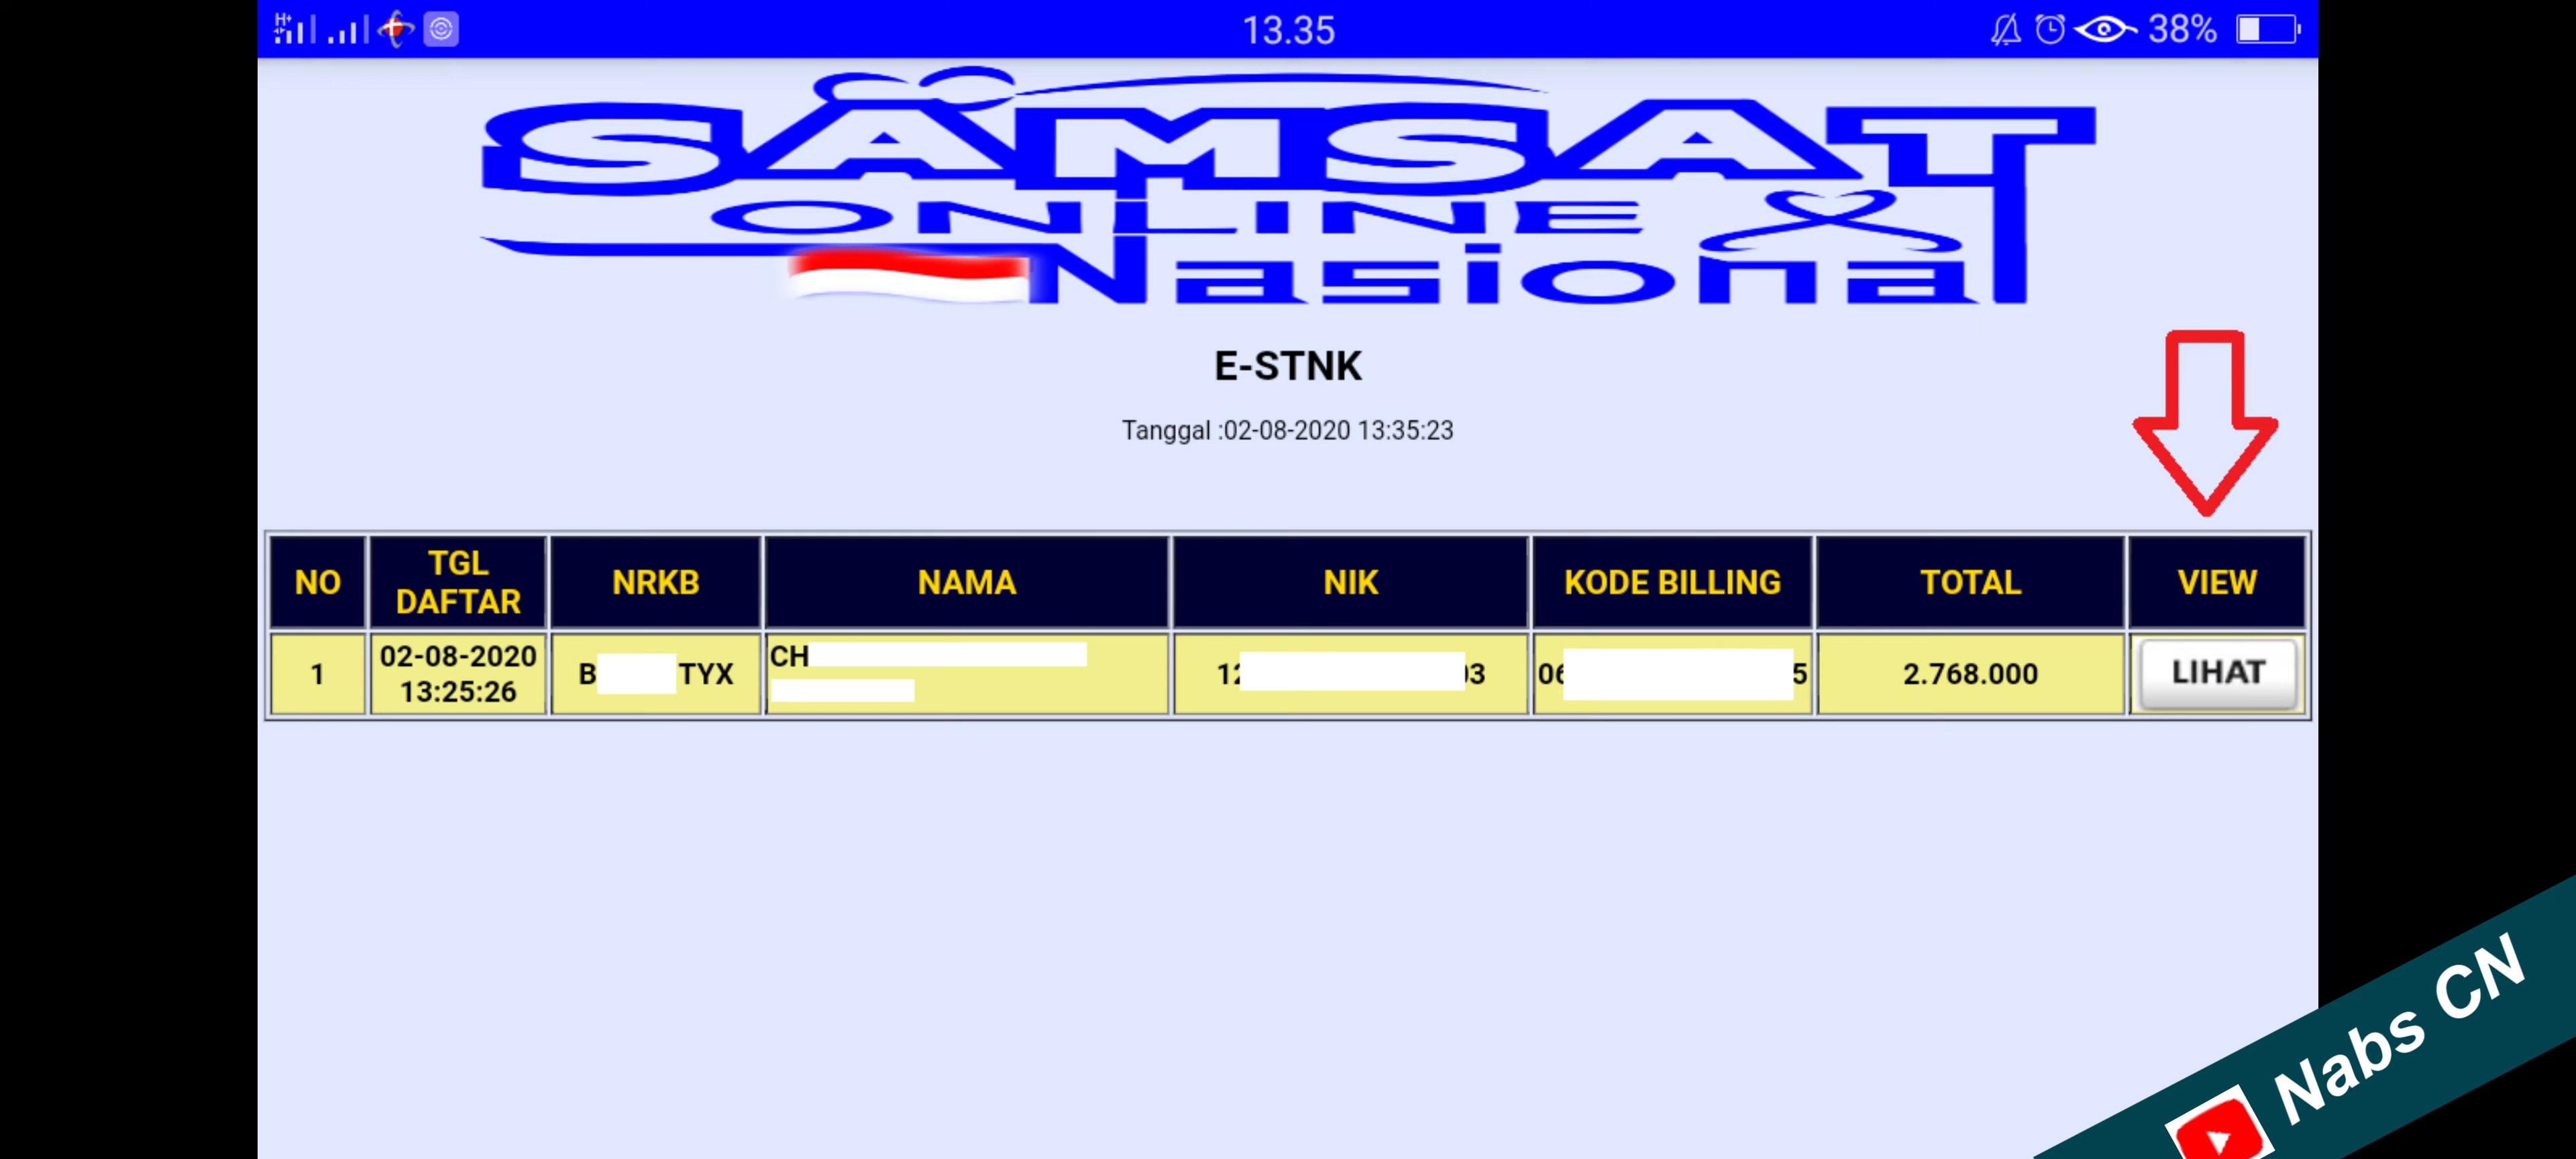 H+
13.35
38%
SAMSAT
ONLINE
Nasional
E-STNK
Tanggal :02-08-2020 13:35:23
NO TGL DAFTAR NRKB NAMA NIK KODE BILLING TOTAL VIEW
1 02-08-2020 13:25:26 B TYX CH 12 03 06 5 2.768.000 LIHAT
Nabs CN